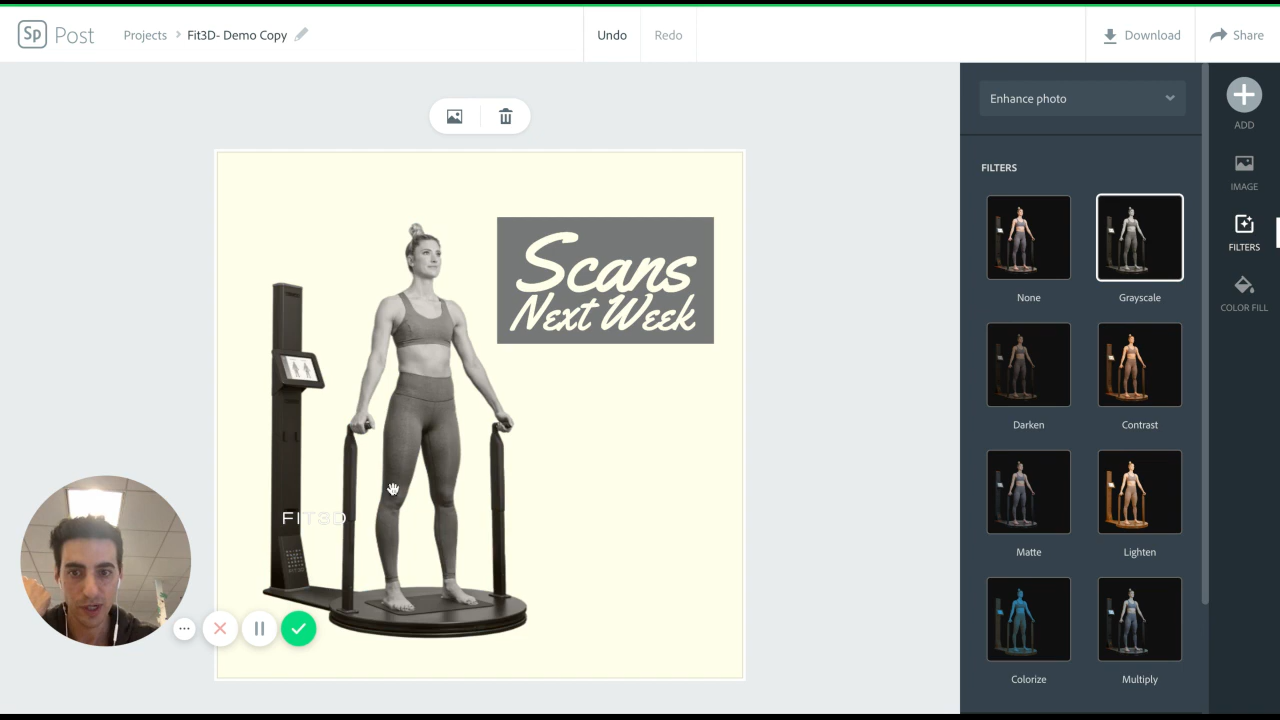 Sp Post
Projects > Fit3D- Demo Copy
Undo
Redo
Download
Share
Enhance photo
ADD
IMAGE
FILTERS
COLOR FILL
FILTERS
None
Grayscale
Darken
Contrast
Matte
Lighten
Colorize
Multiply
Scans
Next Week
FIT3D